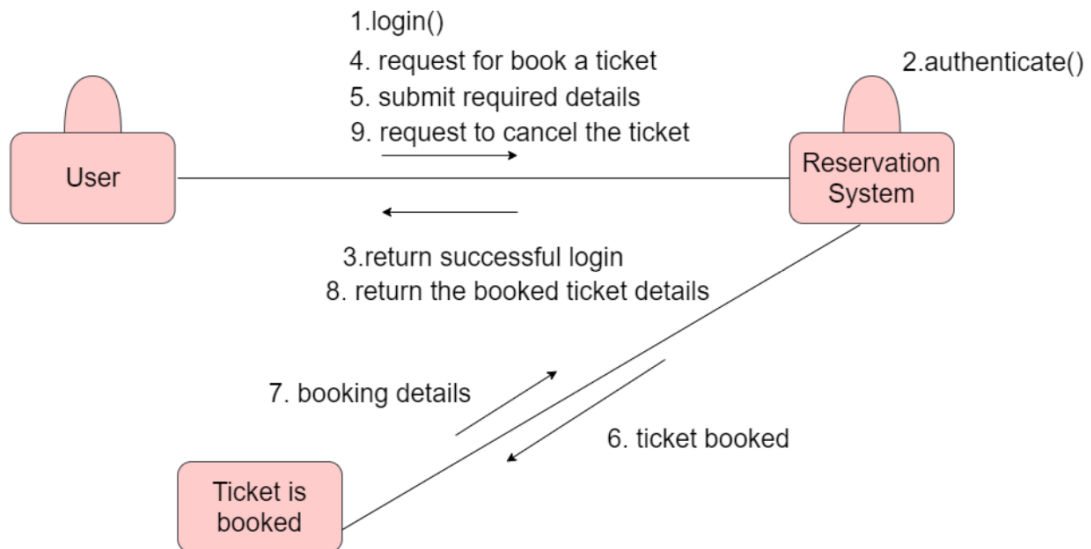 1.login()
4. request for book a ticket
5. submit required details
9. request to cancel the ticket
2.authenticate()
User
Reservation
System
3.return successful login
8. return the booked ticket details
7. booking details
6. ticket booked
Ticket is
booked